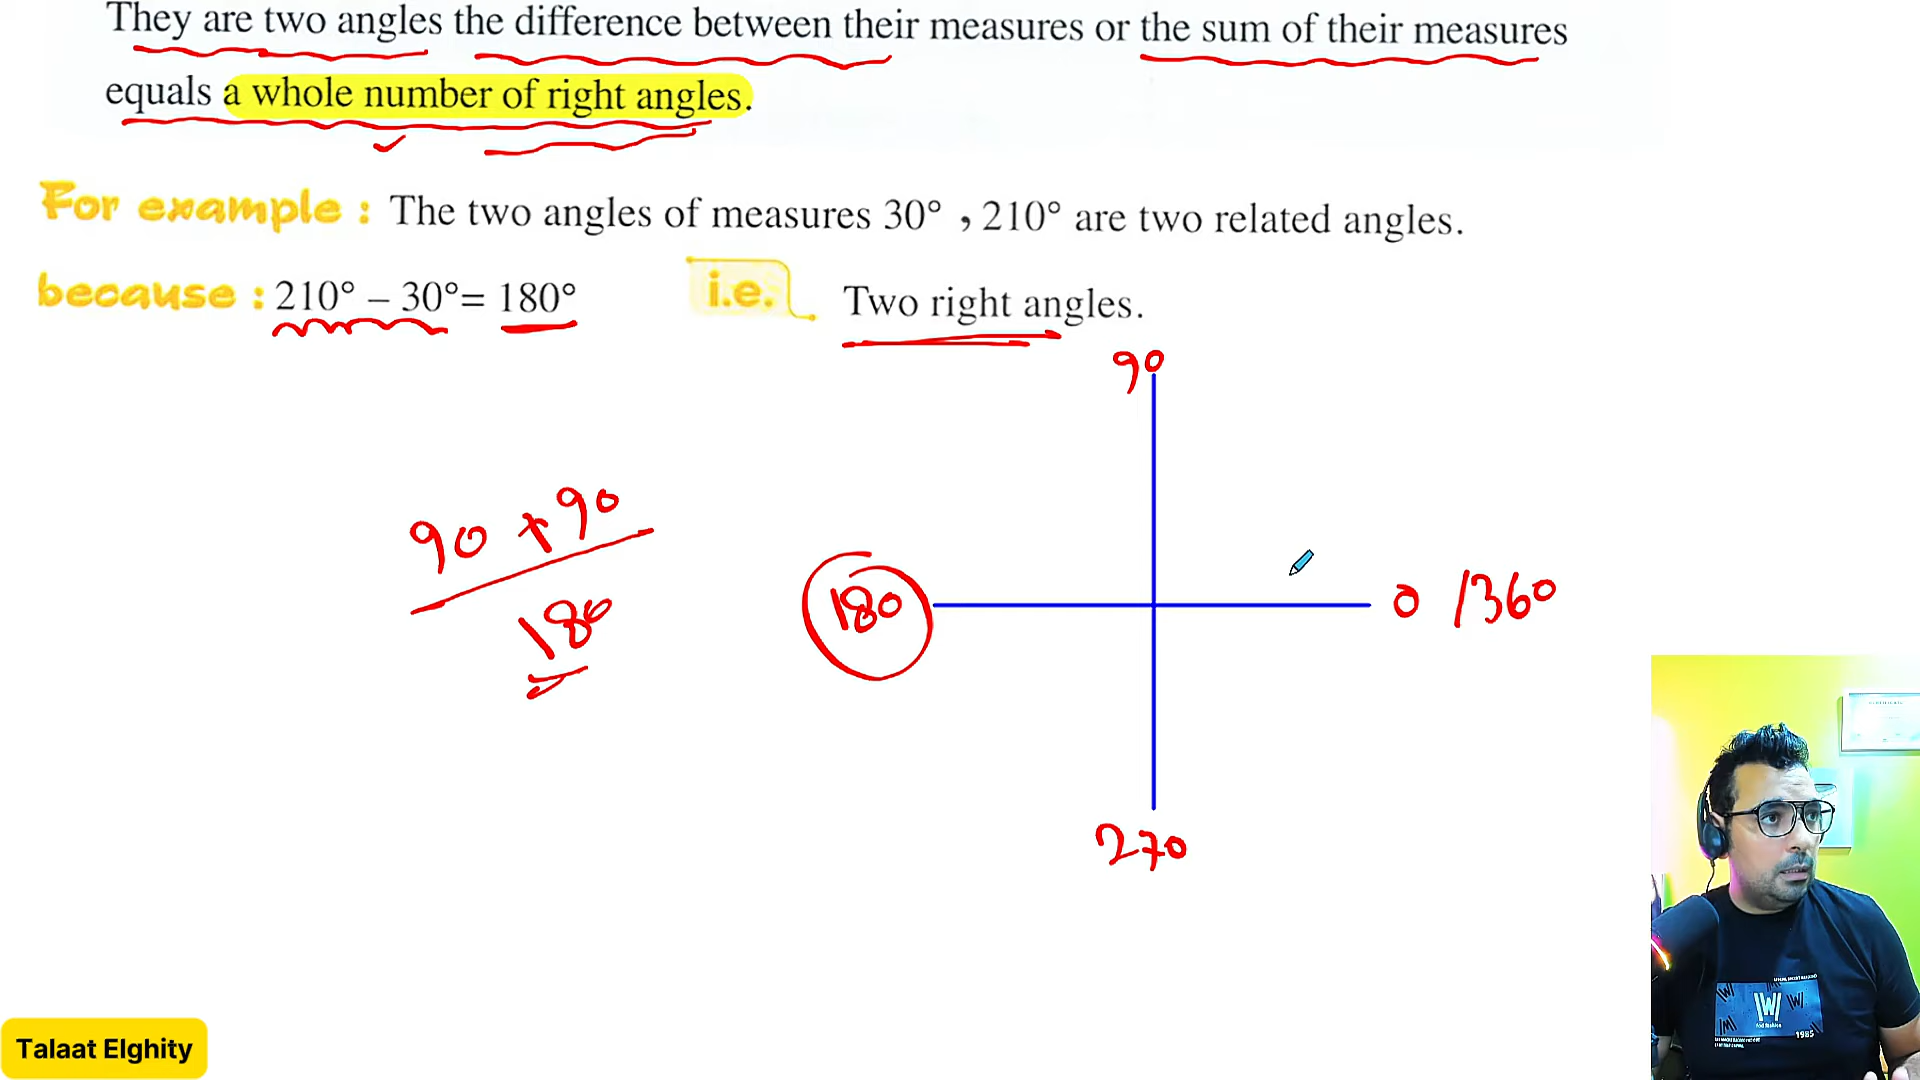 They are two angles the difference between their measures or the sum of their measures
equals a whole number of right angles.
For example : The two angles of measures 30° , 210° are two related angles.
because : 210° – 30°= 180° i.e. Two right angles.
90
90 + 90
180
180
0 / 360
270
Talaat Elghity
1985